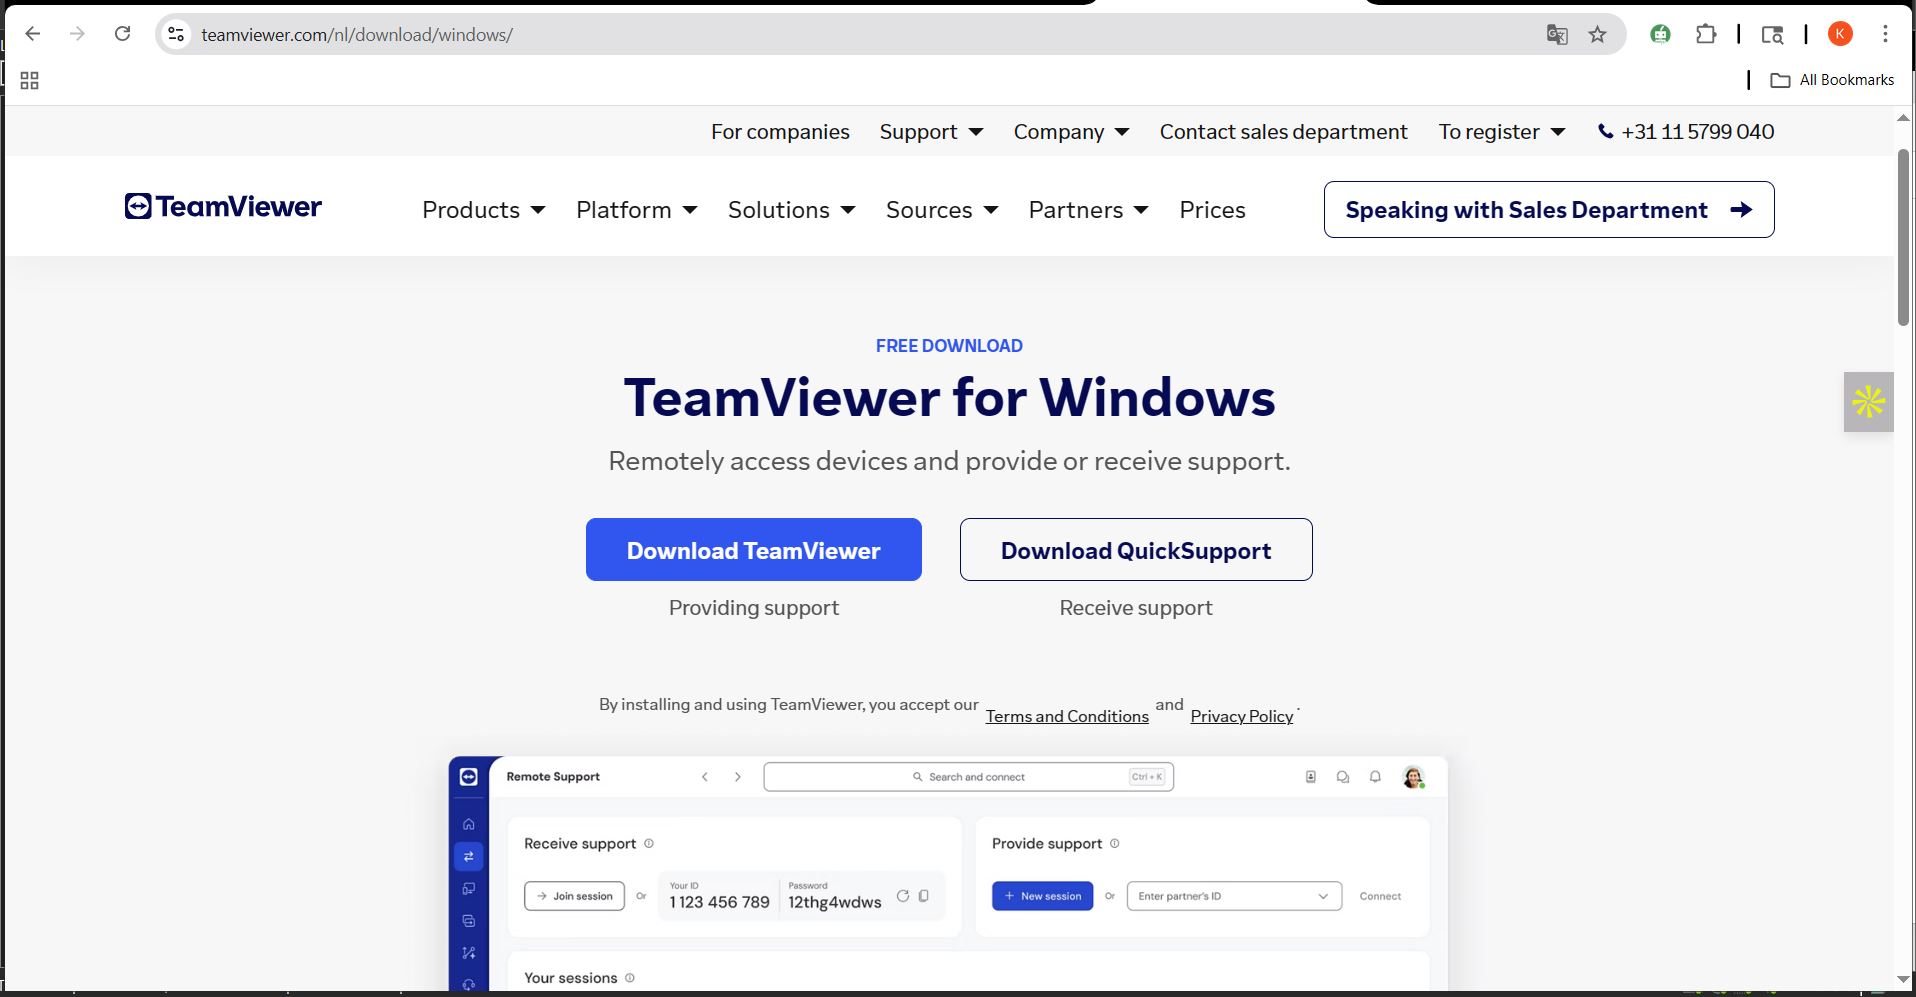 teamviewer.com/nl/download/windows/
K
All Bookmarks
For companies Support Company Contact sales department To register +31 11 5799 040
TeamViewer Products Platform Solutions Sources Partners Prices Speaking with Sales Department
FREE DOWNLOAD
TeamViewer for Windows
Remotely access devices and provide or receive support.
Download TeamViewer Download QuickSupport
Providing support Receive support
By installing and using TeamViewer, you accept our Terms and Conditions and Privacy Policy.
Remote Support Search and connect Ctrl + K
Receive support Provide support
Your ID Password
Join session Or 1 123 456 789 12thg4wdws + New session Or Enter partner's ID Connect
Your sessions